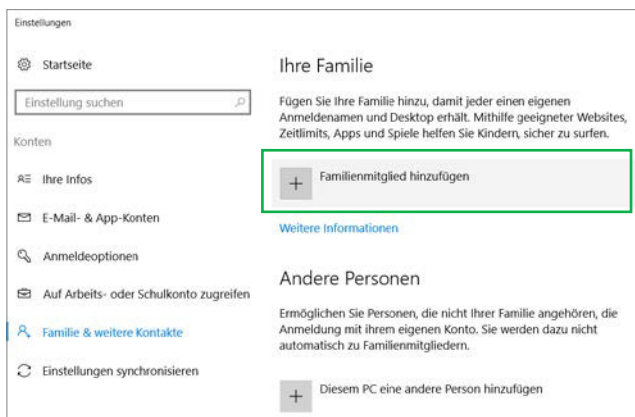 Einstellungen
Startseite
Einstellung suchen
Konten
Ihre Infos
E-Mail- & App-Konten
Anmeldeoptionen
Auf Arbeits- oder Schulkonto zugreifen
Familie & weitere Kontakte
Einstellungen synchronisieren
Ihre Familie
Fügen Sie Ihre Familie hinzu, damit jeder einen eigenen
Anmeldenamen und Desktop erhält. Mithilfe geeigneter Websites,
Zeitlimits, Apps und Spiele helfen Sie Kindern, sicher zu surfen.
Familienmitglied hinzufügen
Weitere Informationen
Andere Personen
Ermöglichen Sie Personen, die nicht Ihrer Familie angehören, die
Anmeldung mit ihrem eigenen Konto. Sie werden dazu nicht
automatisch zu Familienmitgliedern.
Diesem PC eine andere Person hinzufügen